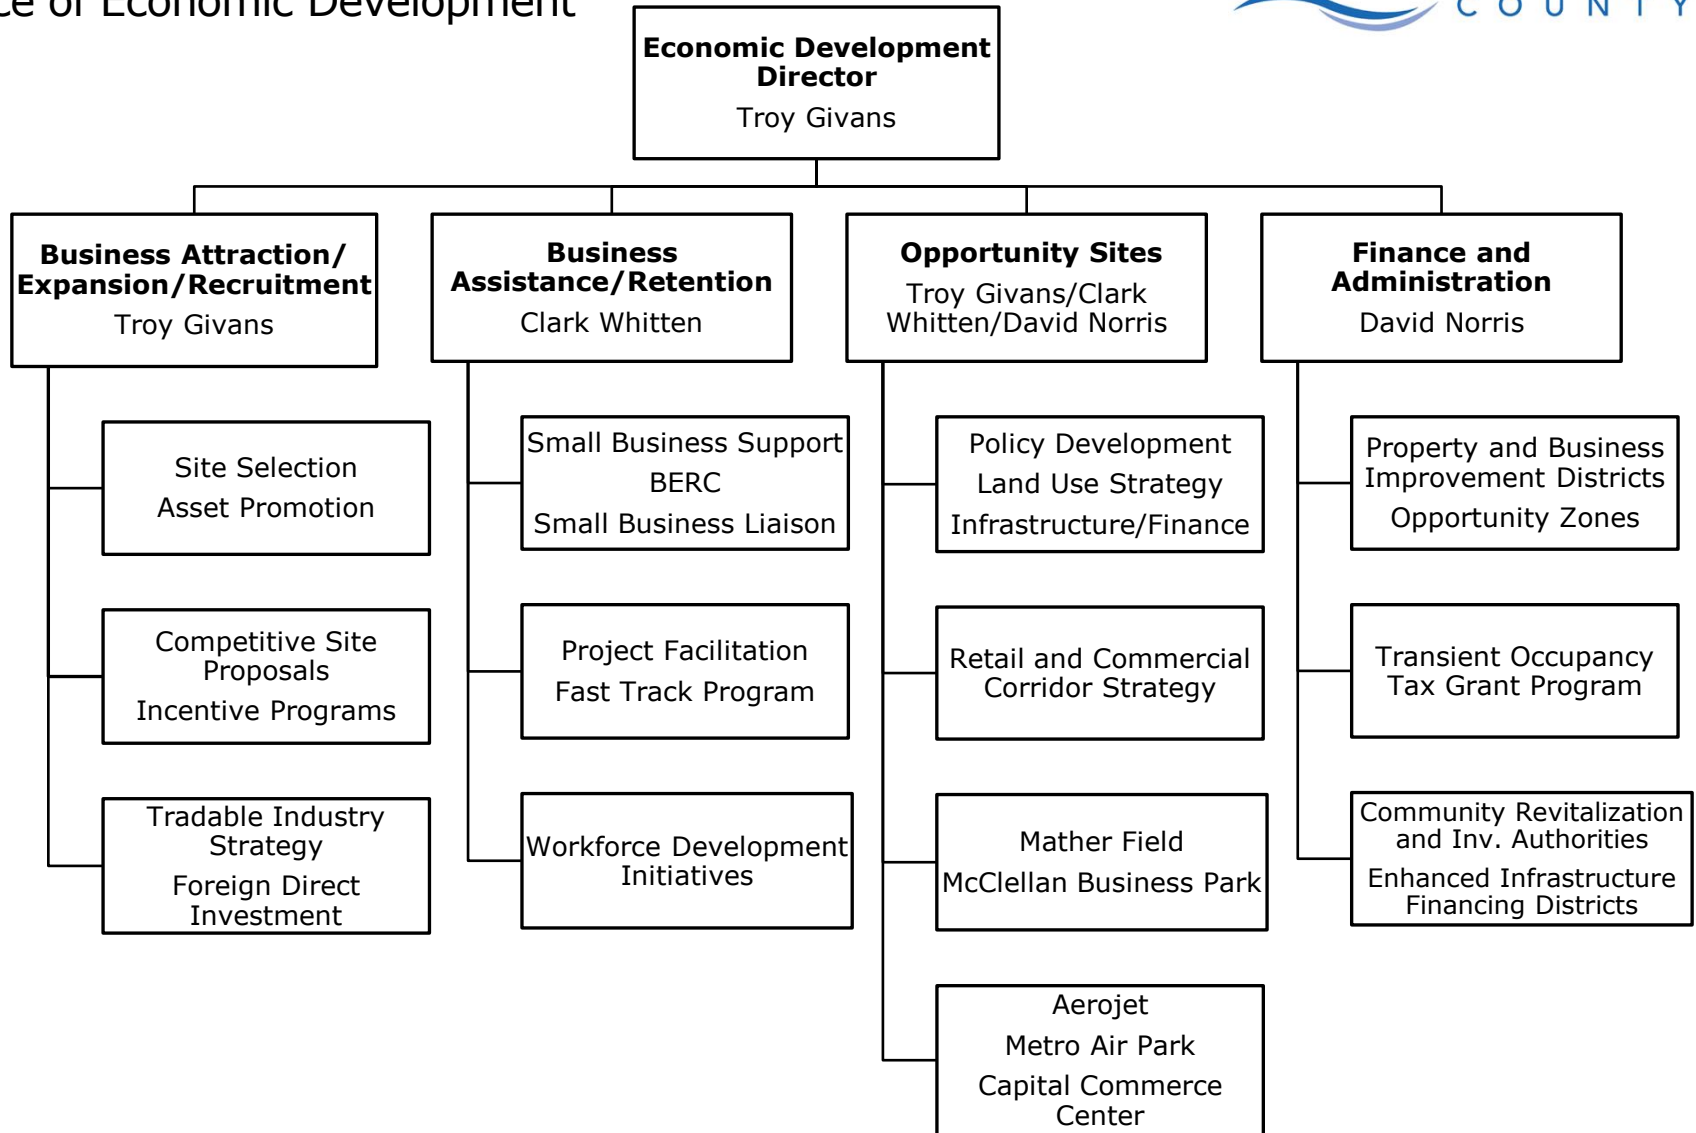 of Economic Development
COUNTY
Economic Development
Director
Troy Givans
Business Attraction/
Expansion/Recruitment
Troy Givans
Site Selection
Asset Promotion
Competitive Site
Proposals
Incentive Programs
Tradable Industry
Strategy
Foreign Direct
Investment
Business
Assistance/Retention
Clark Whitten
Small Business Support
BERC
Small Business Liaison
Project Facilitation
Fast Track Program
Workforce Development
Initiatives
Opportunity Sites
Troy Givans/Clark
Whitten/David Norris
Policy Development
Land Use Strategy
Infrastructure/Finance
Retail and Commercial
Corridor Strategy
Mather Field
McClellan Business Park
Aerojet
Metro Air Park
Capital Commerce
Center
Finance and
Administration
David Norris
Property and Business
Improvement Districts
Opportunity Zones
Transient Occupancy
Tax Grant Program
Community Revitalization
and Inv. Authorities
Enhanced Infrastructure
Financing Districts